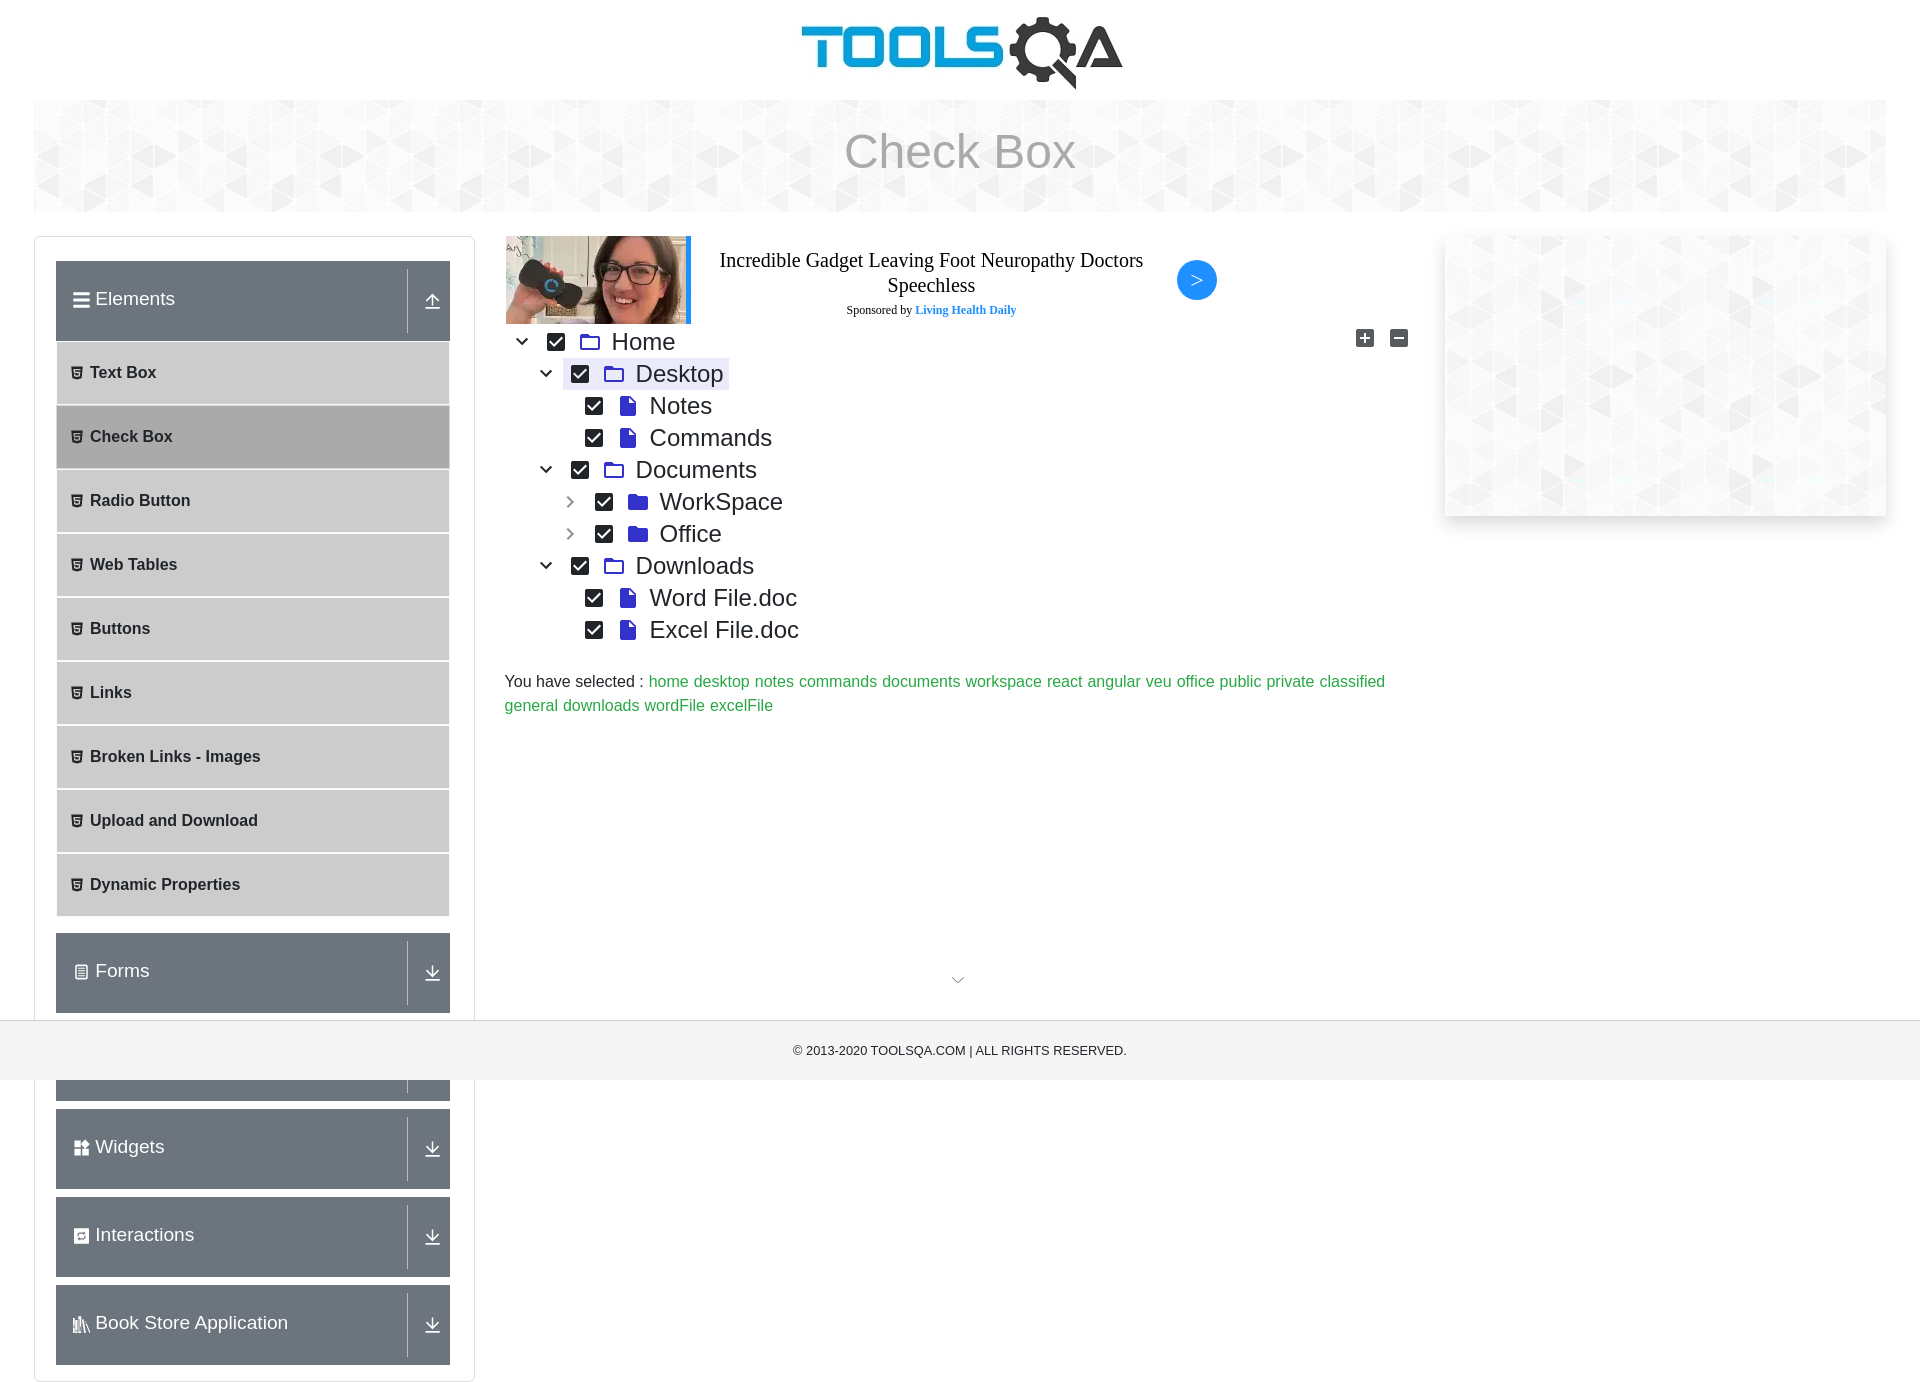 TOOLSQA
Check Box
Elements
Text Box
Check Box
Radio Button
Web Tables
Buttons
Links
Broken Links - Images
Upload and Download
Dynamic Properties
Forms
Widgets
Interactions
Book Store Application
Incredible Gadget Leaving Foot Neuropathy Doctors
Speechless
Sponsored by Living Health Daily
>
Home
Desktop
Notes
Commands
Documents
WorkSpace
Office
Downloads
Word File.doc
Excel File.doc
You have selected : home desktop notes commands documents workspace react angular veu office public private classified
general downloads wordFile excelFile
© 2013-2020 TOOLSQA.COM | ALL RIGHTS RESERVED.